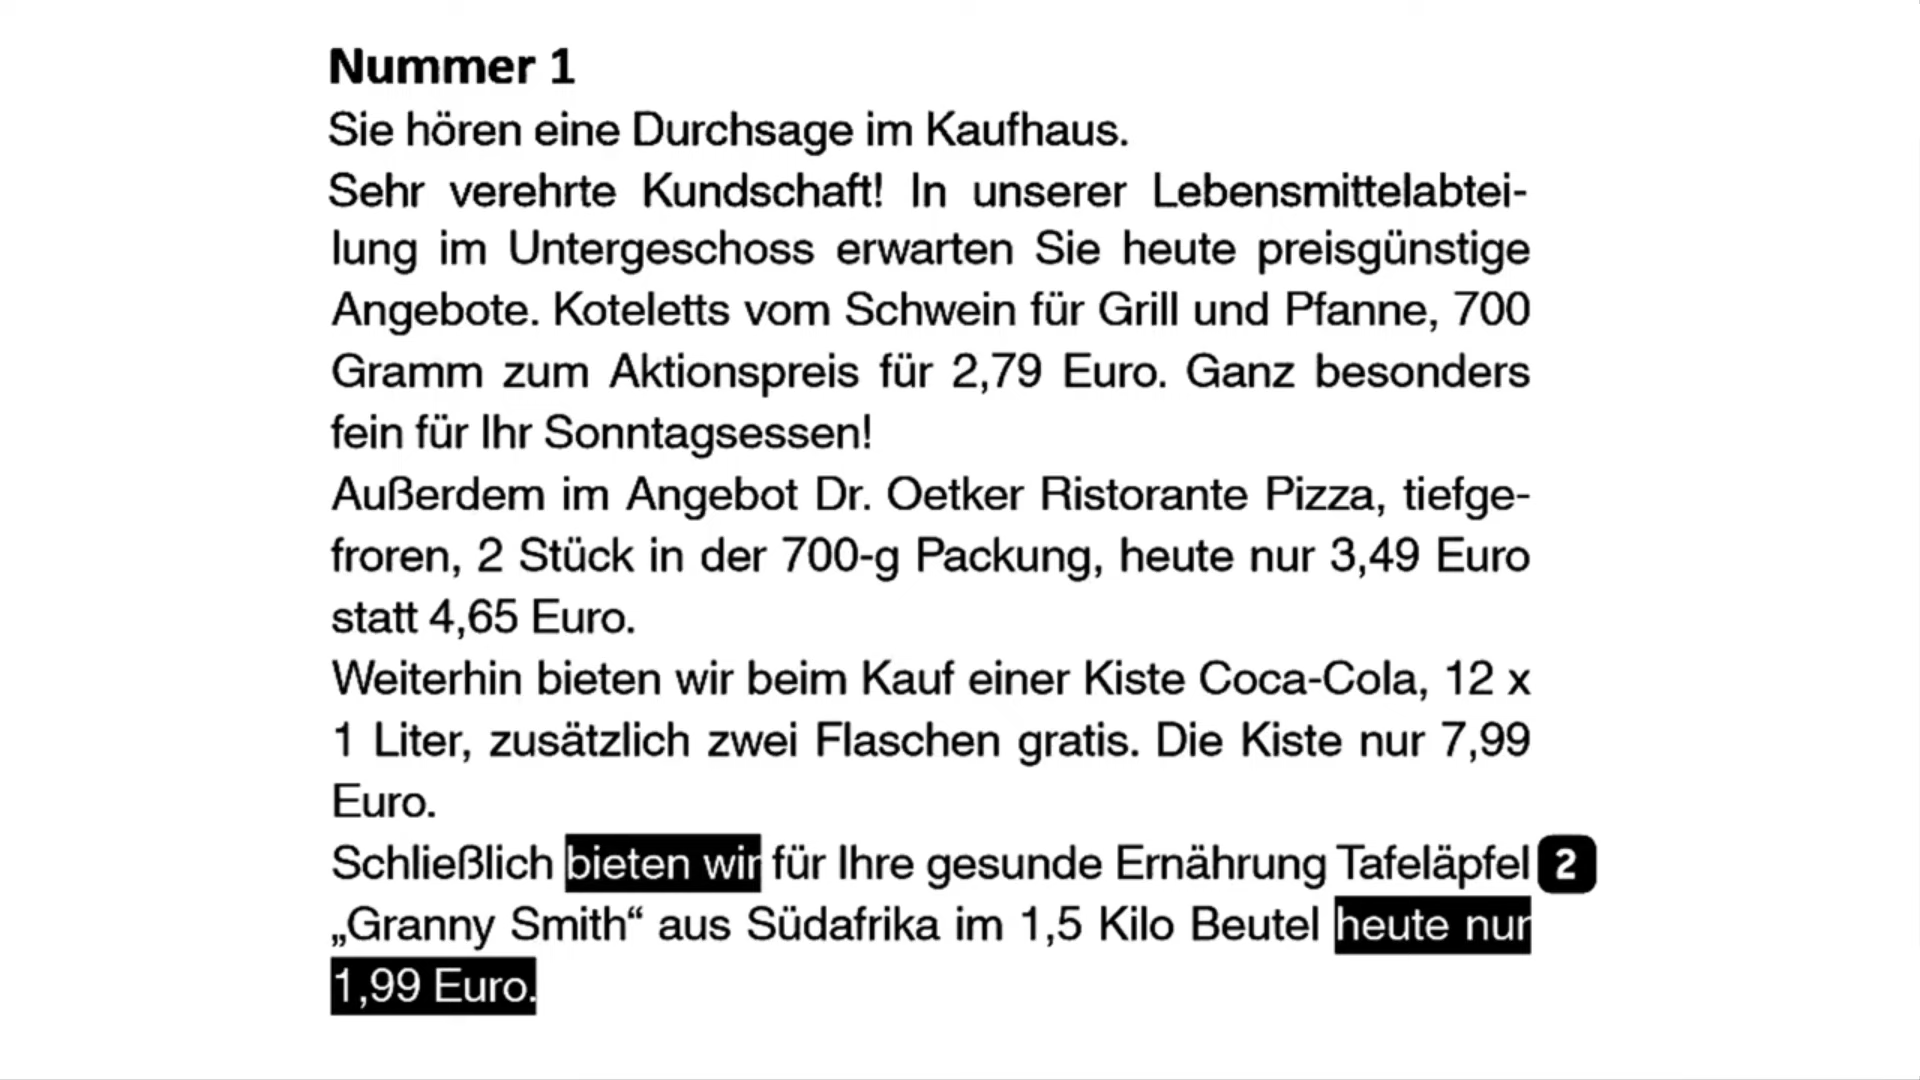 Nummer 1
Sie hören eine Durchsage im Kaufhaus.
Sehr verehrte Kundschaft! In unserer Lebensmittelabtei-
lung im Untergeschoss erwarten Sie heute preisgünstige
Angebote. Koteletts vom Schwein für Grill und Pfanne, 700
Gramm zum Aktionspreis für 2,79 Euro. Ganz besonders
fein für Ihr Sonntagsessen!
Außerdem im Angebot Dr. Oetker Ristorante Pizza, tiefge-
froren, 2 Stück in der 700-g Packung, heute nur 3,49 Euro
statt 4,65 Euro.
Weiterhin bieten wir beim Kauf einer Kiste Coca-Cola, 12 x
1 Liter, zusätzlich zwei Flaschen gratis. Die Kiste nur 7,99
Euro.
Schließlich bieten wir für Ihre gesunde Ernährung Tafeläpfel 2
„Granny Smith“ aus Südafrika im 1,5 Kilo Beutel heute nur
1,99 Euro.